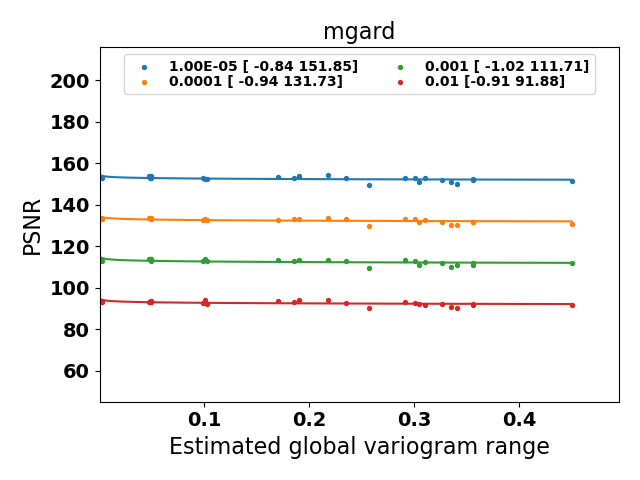 mgard
1.00E-05 [ -0.84 151.85] 0.001 [ -1.02 111.71]
0.0001 [ -0.94 131.73] 0.01 [-0.91 91.88]
200
180
160
140
120
100
80
60
PSNR
0.1 0.2 0.3 0.4
Estimated global variogram range